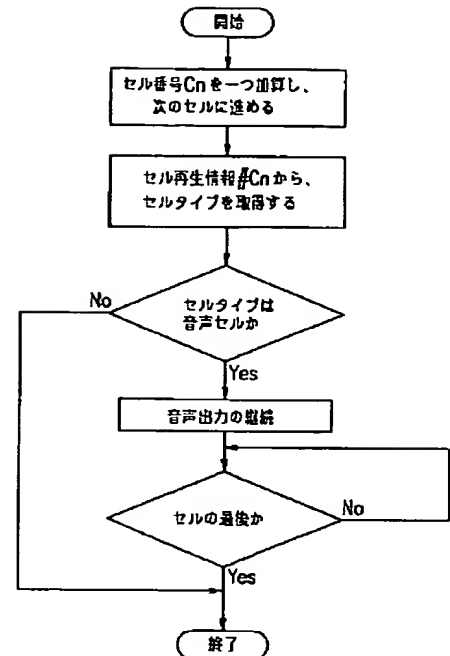 開始
セル番号Cnを一つ加算し、
次のセルに進める
セル再生情報#Cnから、
セルタイプを取得する
セルタイプは
音声セルか
No
Yes
音声出力の継続
セルの最後か
No
Yes
終了